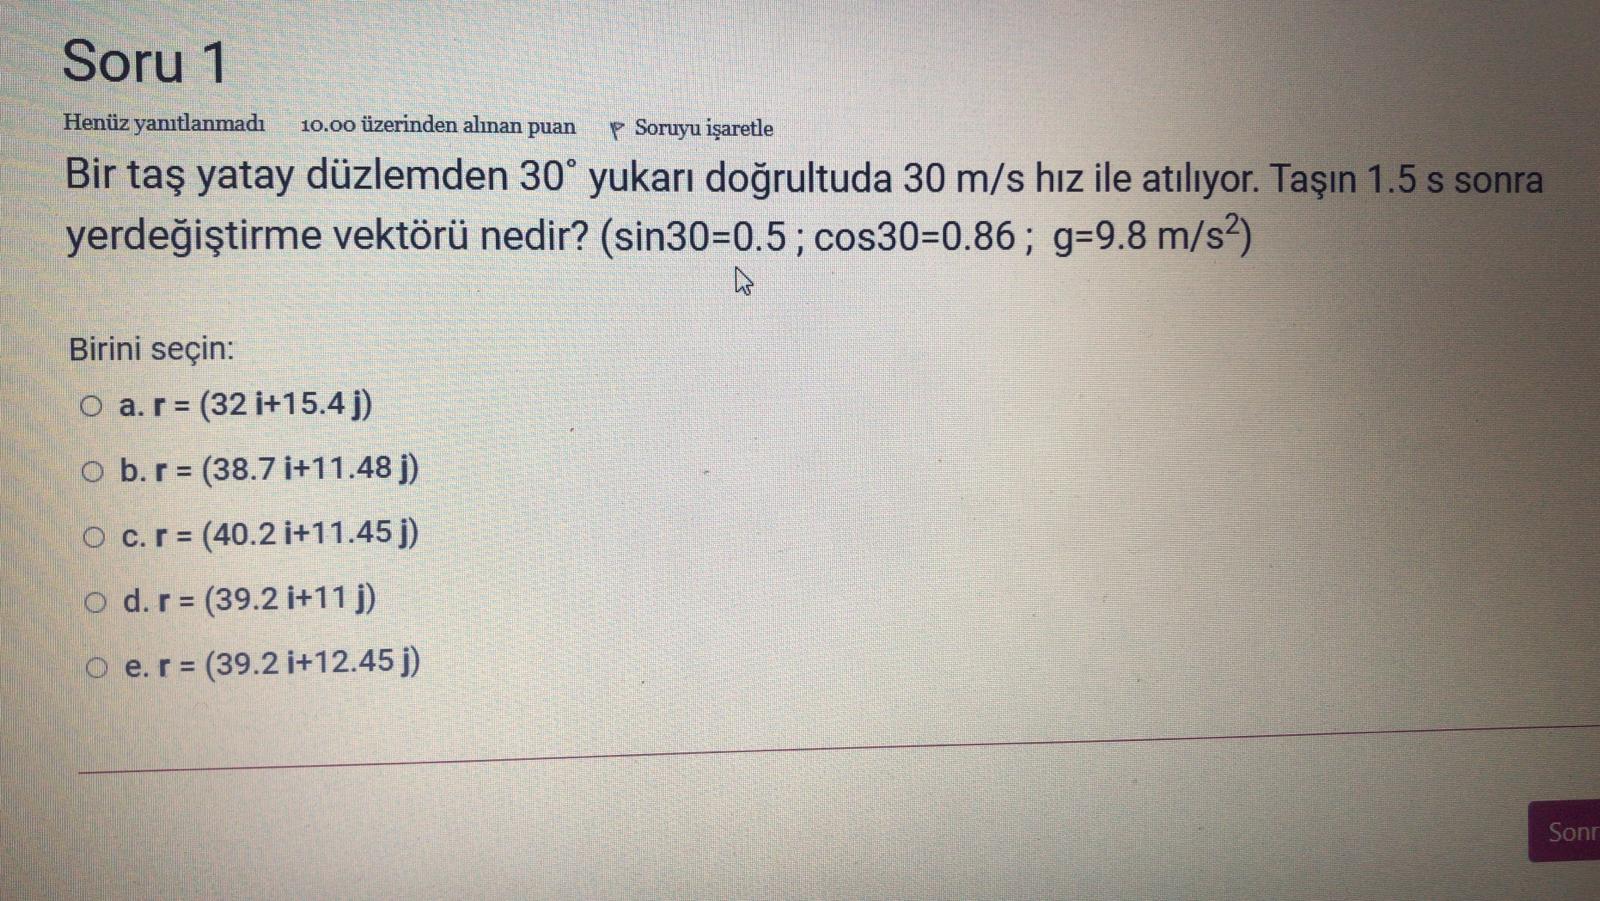 Soru 1
Henüz yanıtlanmadı 10.00 üzerinden alınan puan Soruyu işaretle
Bir taş yatay düzlemden 30° yukarı doğrultuda 30 m/s hız ile atılıyor. Taşın 1.5 s sonra
yerdeğiştirme vektörü nedir? (sin30=0.5 ; cos30=0.86 ; g=9.8 m/s²)
Birini seçin:
a. r = (32 i+15.4 j)
b. r = (38.7 i+11.48 j)
c. r = (40.2 i+11.45 j)
d. r = (39.2 i+11 j)
e. r = (39.2 i+12.45 j)